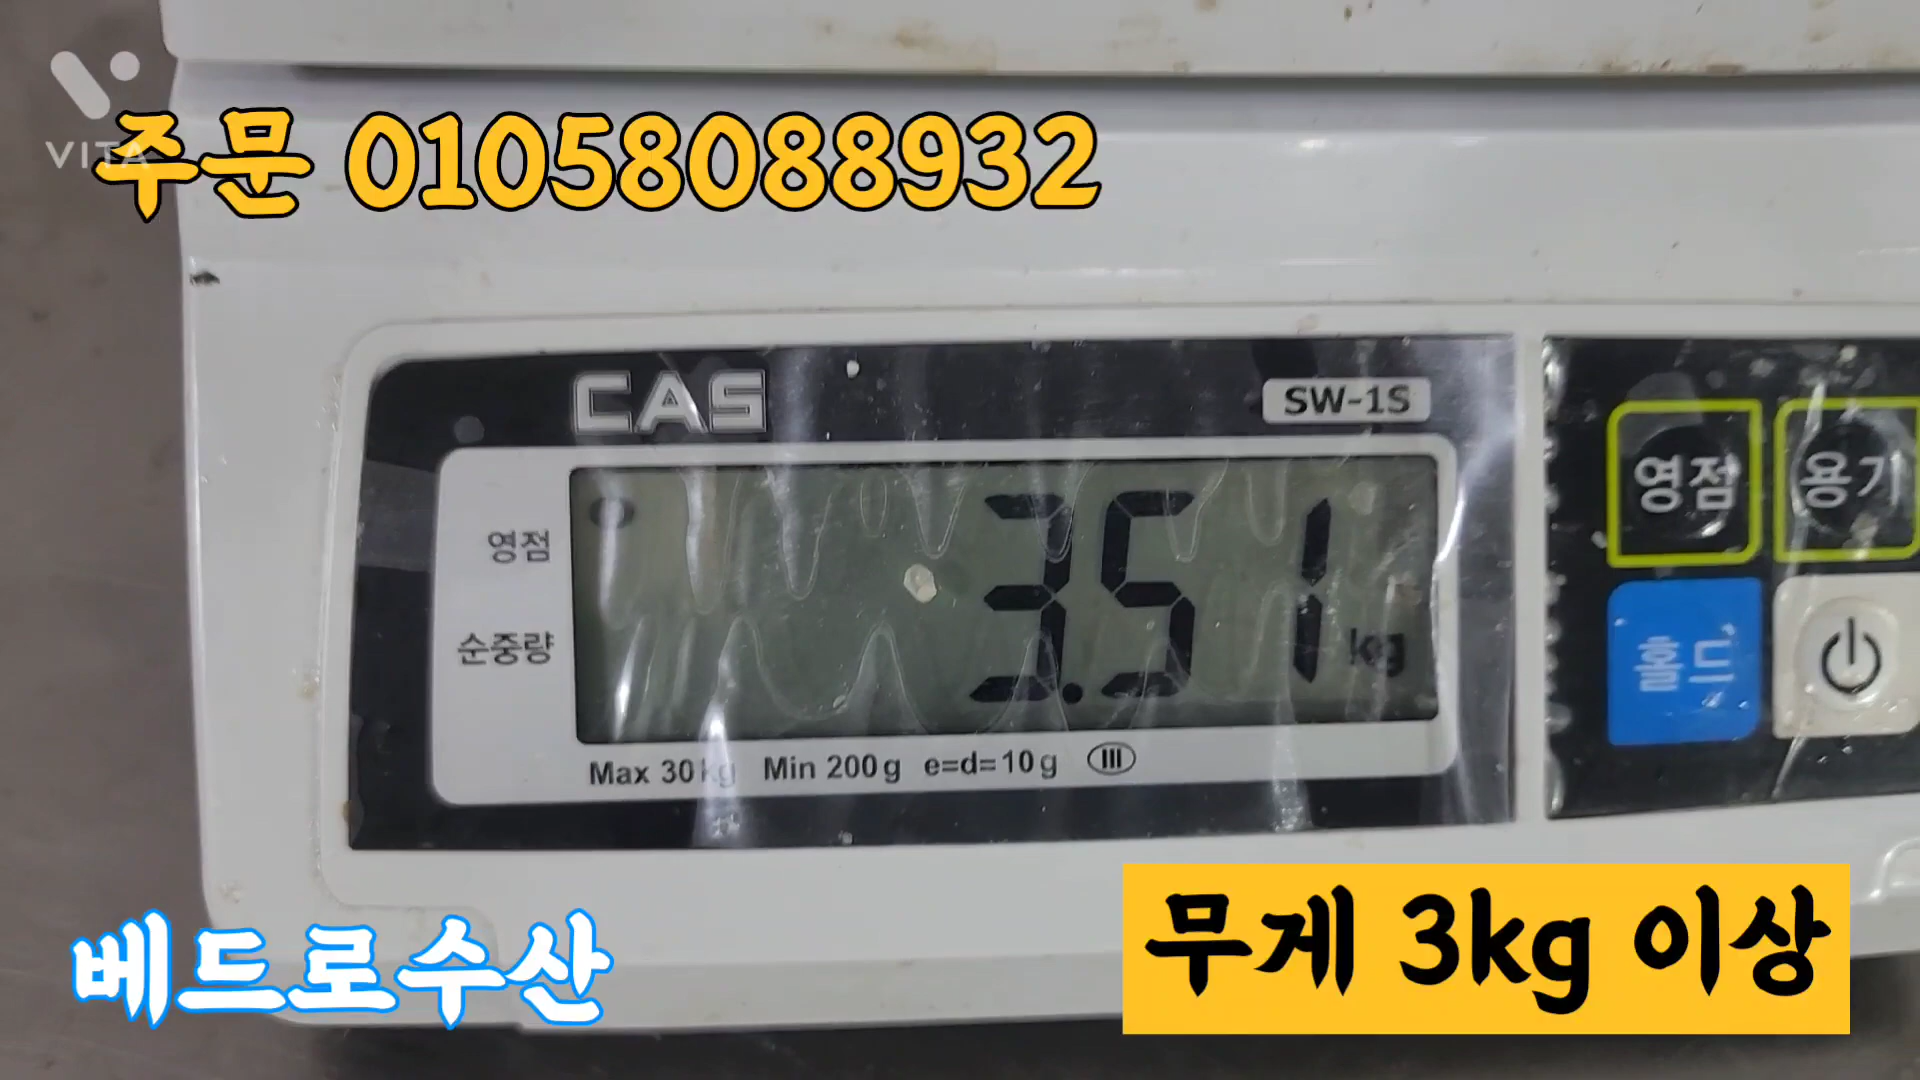 VITA
주문 01058088932
CAS
SW-1S
영점
순중량
3.51 kg
Max 30kg Min 200g e=d=10g III
영점
용기
홀드
베드로수산
무게 3kg 이상